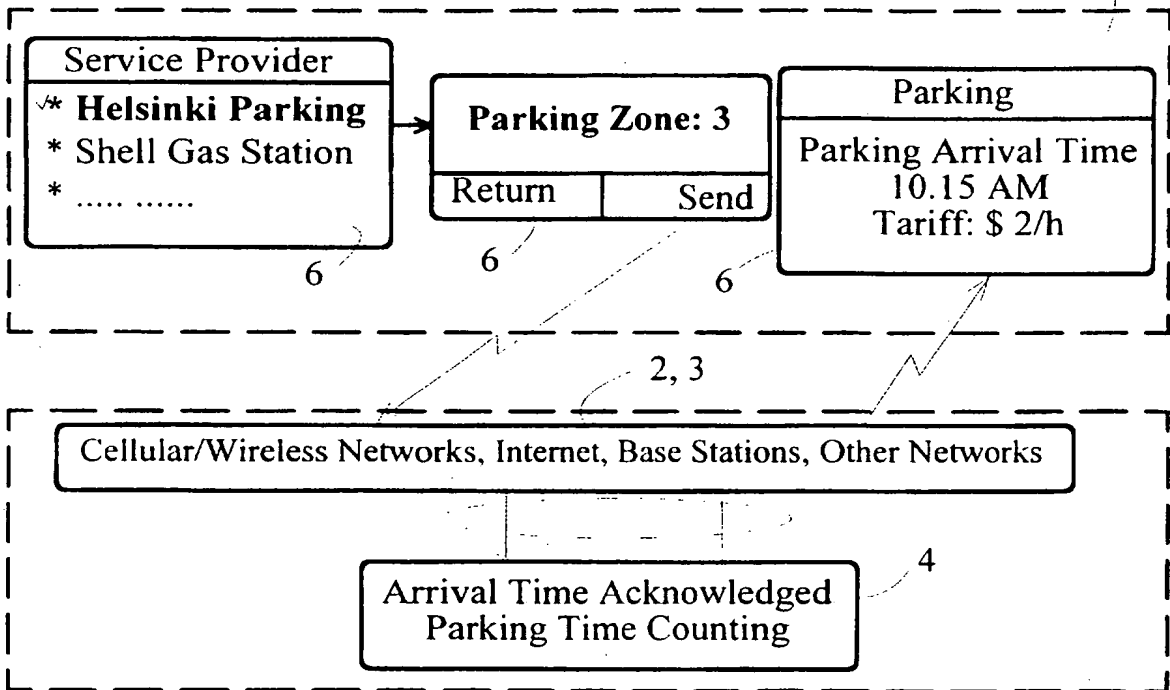 Service Provider
√* Helsinki Parking
* Shell Gas Station
* ..... ......
6
Parking Zone: 3
Return Send
6
Parking
Parking Arrival Time
10.15 AM
Tariff: $ 2/h
6
2, 3
Cellular/Wireless Networks, Internet, Base Stations, Other Networks
Arrival Time Acknowledged
Parking Time Counting
4